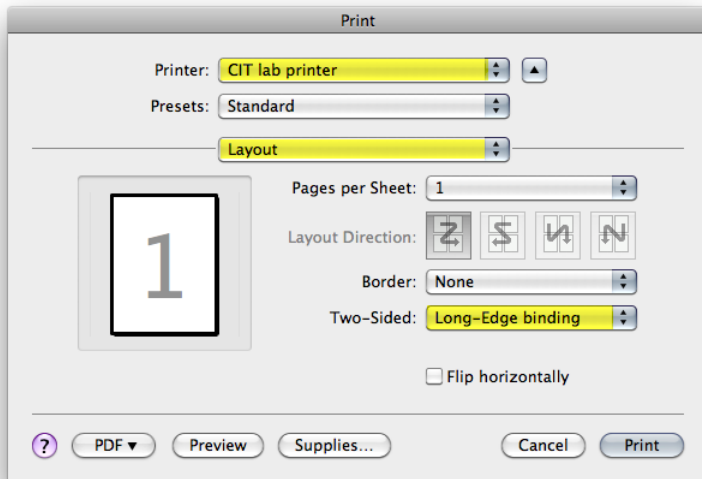 Print
Printer: CIT lab printer
Presets: Standard
Layout
Pages per Sheet: 1
Layout Direction:
Border: None
Two-Sided: Long-Edge binding
Flip horizontally
1
? PDF ▼ Preview Supplies... Cancel Print